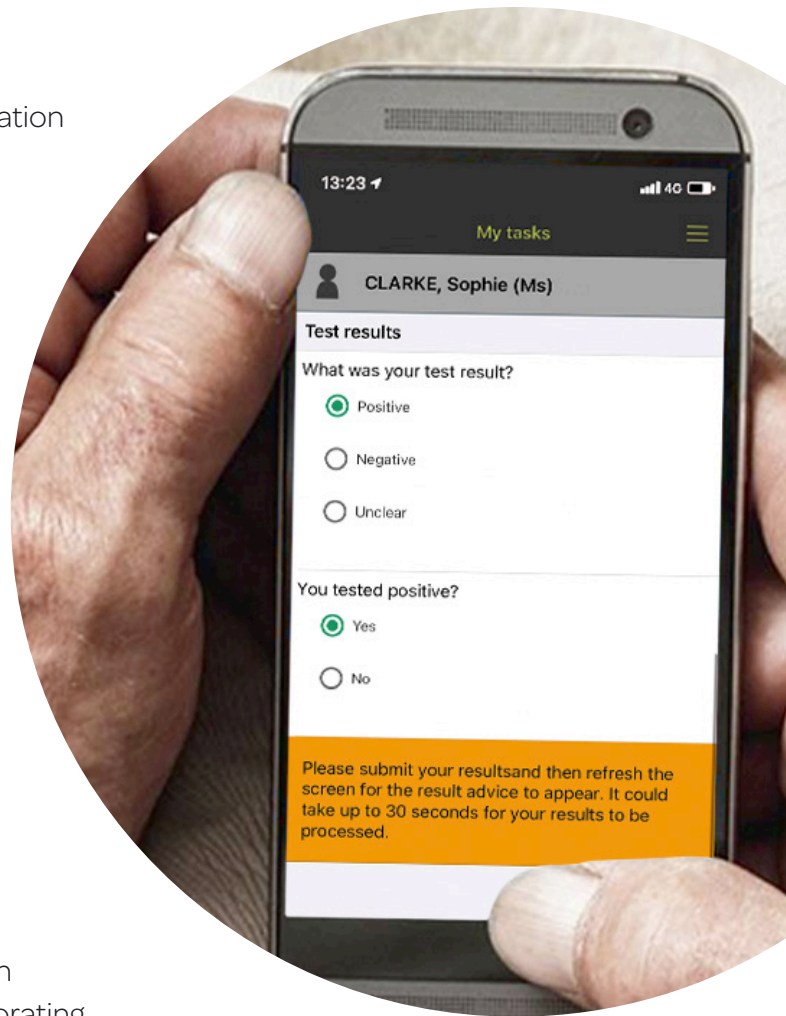 ation
13:23
4G
My tasks
CLARKE, Sophie (Ms)
Test results
What was your test result?
Positive
Negative
Unclear
You tested positive?
Yes
No
Please submit your resultsand then refresh the
screen for the result advice to appear. It could
take up to 30 seconds for your results to be
processed.